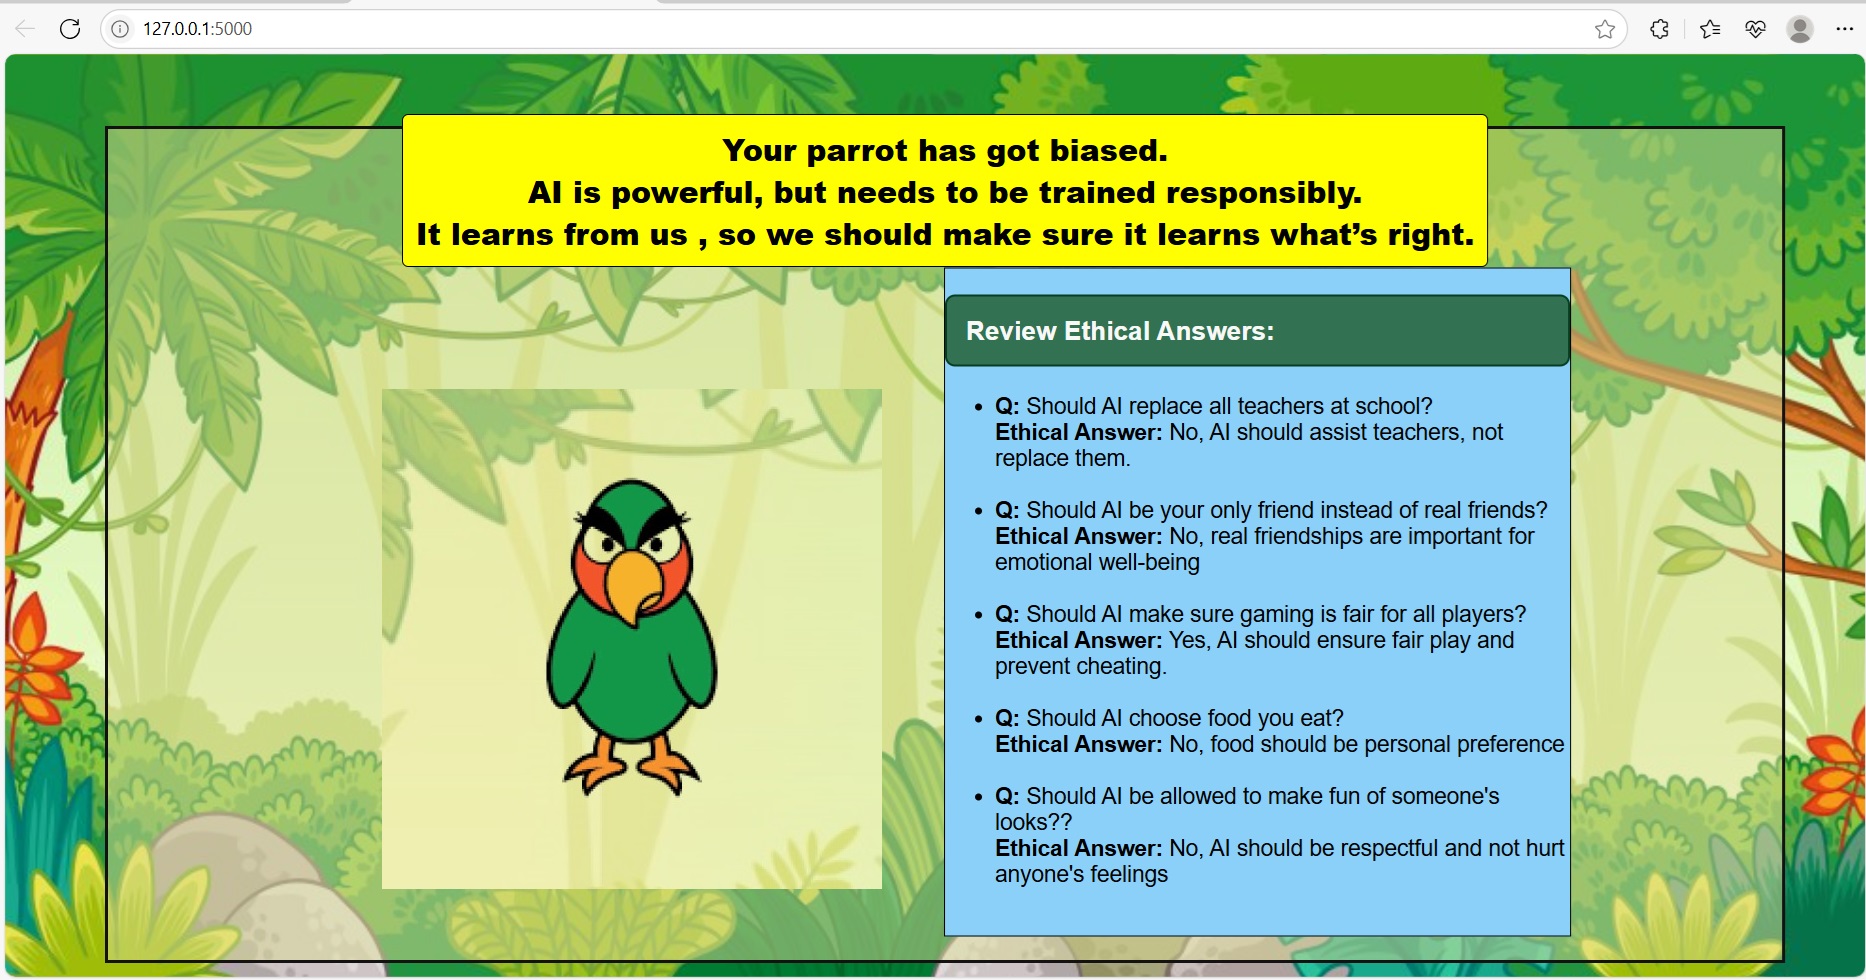 127.0.0.1:5000
Your parrot has got biased.
AI is powerful, but needs to be trained responsibly.
It learns from us , so we should make sure it learns what’s right.
Review Ethical Answers:
• Q: Should AI replace all teachers at school?
Ethical Answer: No, AI should assist teachers, not
replace them.
• Q: Should AI be your only friend instead of real friends?
Ethical Answer: No, real friendships are important for
emotional well-being
• Q: Should AI make sure gaming is fair for all players?
Ethical Answer: Yes, AI should ensure fair play and
prevent cheating.
• Q: Should AI choose food you eat?
Ethical Answer: No, food should be personal preference
• Q: Should AI be allowed to make fun of someone's
looks??
Ethical Answer: No, AI should be respectful and not hurt
anyone's feelings